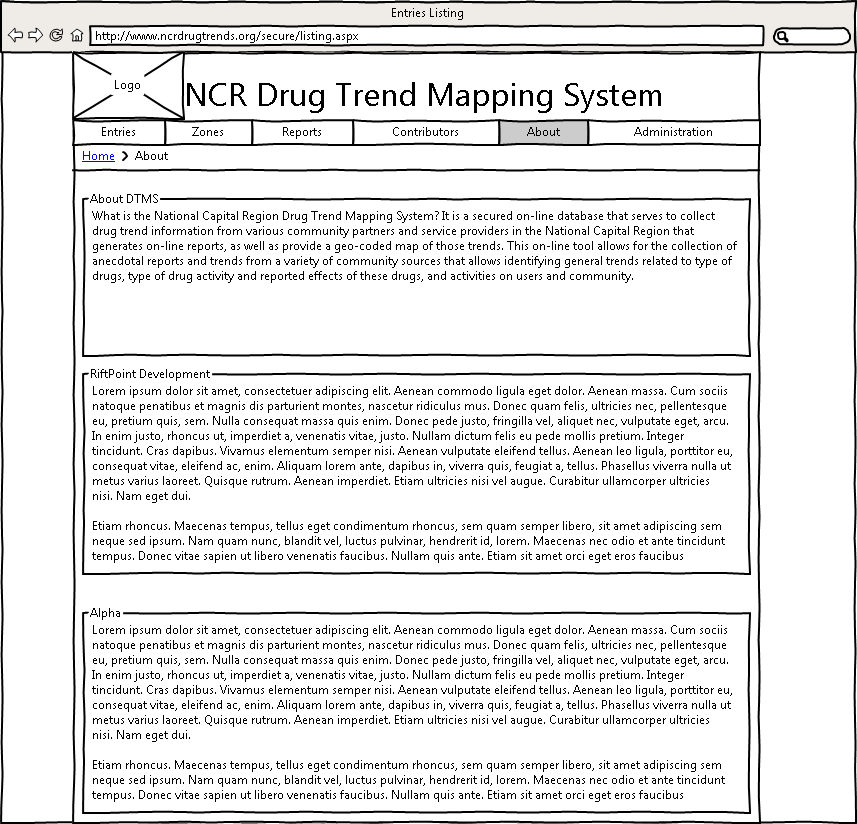 Entries Listing
http://www.ncrdrugtrends.org/secure/listing.aspx
Logo
NCR Drug Trend Mapping System
Entries Zones Reports Contributors About Administration
Home > About
About DTMS
What is the National Capital Region Drug Trend Mapping System? It is a secured on-line database that serves to collect
drug trend information from various community partners and service providers in the National Capital Region that
generates on-line reports, as well as provide a geo-coded map of those trends. This on-line tool allows for the collection of
anecdotal reports and trends from a variety of community sources that allows identifying general trends related to type of
drugs, type of drug activity and reported effects of these drugs, and activities on users and community.
RiftPoint Development
Lorem ipsum dolor sit amet, consectetuer adipiscing elit. Aenean commodo ligula eget dolor. Aenean massa. Cum sociis
natoque penatibus et magnis dis parturient montes, nascetur ridiculus mus. Donec quam felis, ultricies nec, pellentesque
eu, pretium quis, sem. Nulla consequat massa quis enim. Donec pede justo, fringilla vel, aliquet nec, vulputate eget, arcu.
In enim justo, rhoncus ut, imperdiet a, venenatis vitae, justo. Nullam dictum felis eu pede mollis pretium. Integer
tincidunt. Cras dapibus. Vivamus elementum semper nisi. Aenean vulputate eleifend tellus. Aenean leo ligula, porttitor eu,
consequat vitae, eleifend ac, enim. Aliquam lorem ante, dapibus in, viverra quis, feugiat a, tellus. Phasellus viverra nulla ut
metus varius laoreet. Quisque rutrum. Aenean imperdiet. Etiam ultricies nisi vel augue. Curabitur ullamcorper ultricies
nisi. Nam eget dui.
Etiam rhoncus. Maecenas tempus, tellus eget condimentum rhoncus, sem quam semper libero, sit amet adipiscing sem
neque sed ipsum. Nam quam nunc, blandit vel, luctus pulvinar, hendrerit id, lorem. Maecenas nec odio et ante tincidunt
tempus. Donec vitae sapien ut libero venenatis faucibus. Nullam quis ante. Etiam sit amet orci eget eros faucibus
Alpha
Lorem ipsum dolor sit amet, consectetuer adipiscing elit. Aenean commodo ligula eget dolor. Aenean massa. Cum sociis
natoque penatibus et magnis dis parturient montes, nascetur ridiculus mus. Donec quam felis, ultricies nec, pellentesque
eu, pretium quis, sem. Nulla consequat massa quis enim. Donec pede justo, fringilla vel, aliquet nec, vulputate eget, arcu.
In enim justo, rhoncus ut, imperdiet a, venenatis vitae, justo. Nullam dictum felis eu pede mollis pretium. Integer
tincidunt. Cras dapibus. Vivamus elementum semper nisi. Aenean vulputate eleifend tellus. Aenean leo ligula, porttitor eu,
consequat vitae, eleifend ac, enim. Aliquam lorem ante, dapibus in, viverra quis, feugiat a, tellus. Phasellus viverra nulla ut
metus varius laoreet. Quisque rutrum. Aenean imperdiet. Etiam ultricies nisi vel augue. Curabitur ullamcorper ultricies
nisi. Nam eget dui.
Etiam rhoncus. Maecenas tempus, tellus eget condimentum rhoncus, sem quam semper libero, sit amet adipiscing sem
neque sed ipsum. Nam quam nunc, blandit vel, luctus pulvinar, hendrerit id, lorem. Maecenas nec odio et ante tincidunt
tempus. Donec vitae sapien ut libero venenatis faucibus. Nullam quis ante. Etiam sit amet orci eget eros faucibus